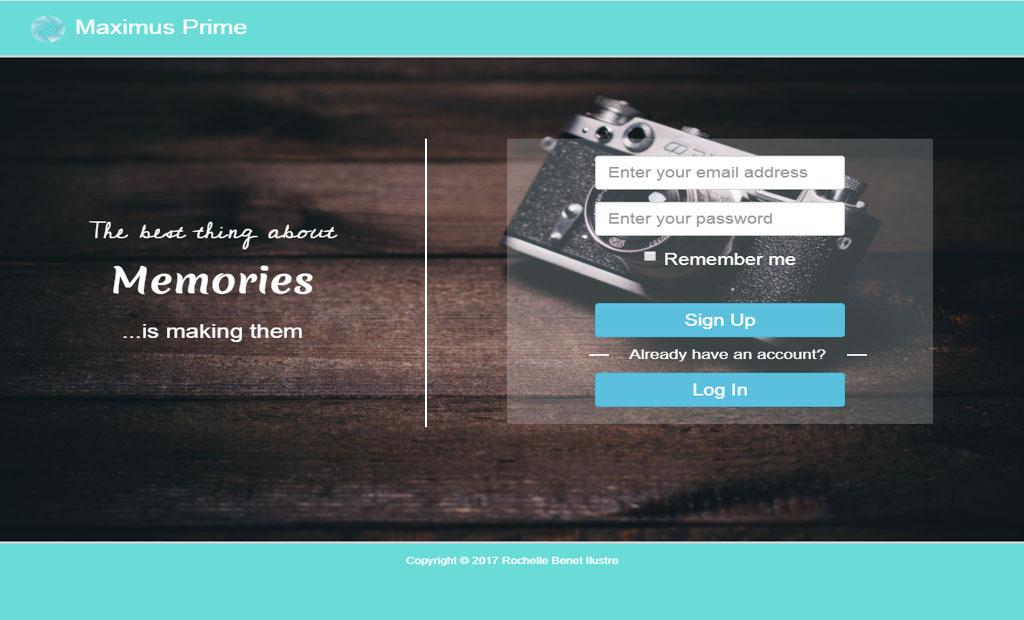 Maximus Prime
The best thing about
Memories
...is making them
Enter your email address
Enter your password
Remember me
Sign Up
Already have an account?
Log In
Copyright © 2017 Rochelle Benet Ilustre